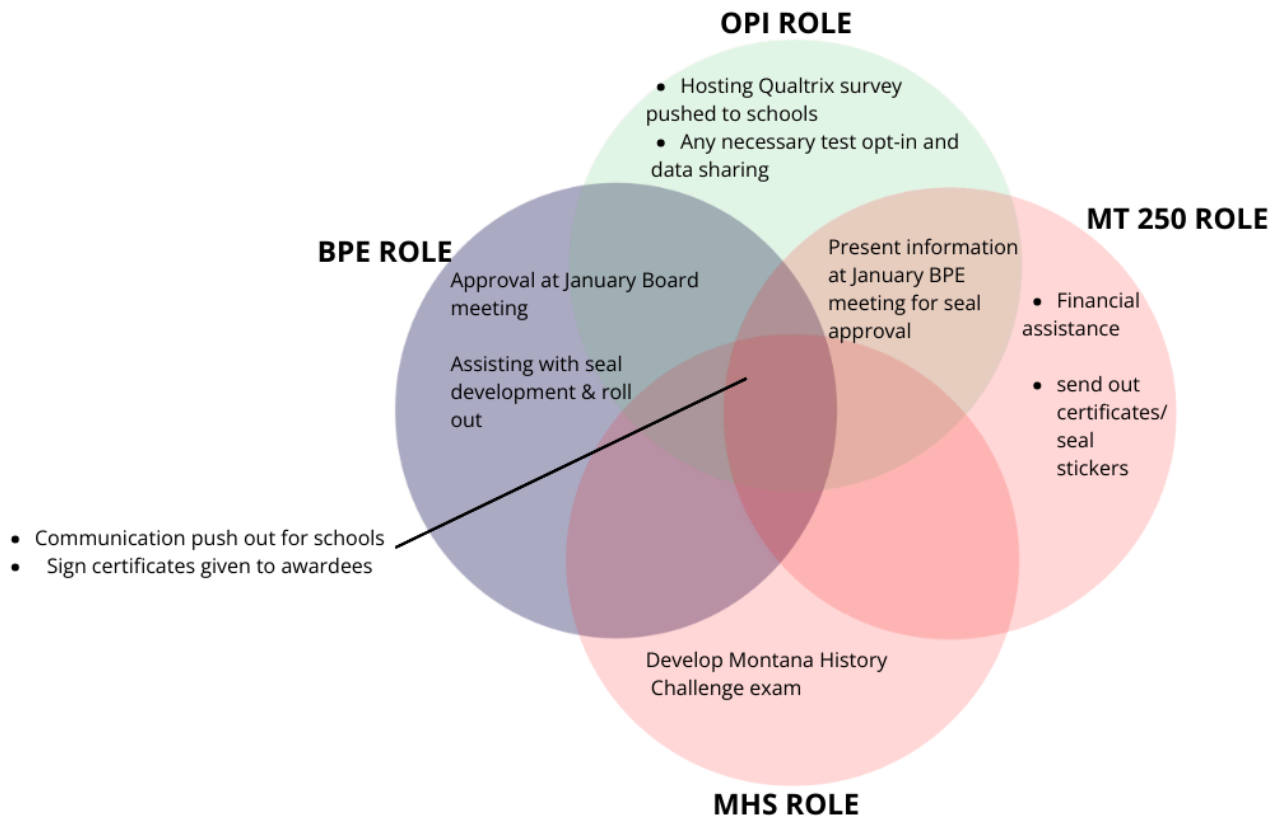 OPI ROLE
• Hosting Qualtrix survey
pushed to schools
• Any necessary test opt-in and
data sharing
MT 250 ROLE
BPE ROLE
Present information
at January BPE
meeting for seal
approval
Approval at January Board
meeting
• Financial
assistance
Assisting with seal
development & roll
out
• send out
certificates/
seal
stickers
• Communication push out for schools
• Sign certificates given to awardees
Develop Montana History
Challenge exam
MHS ROLE